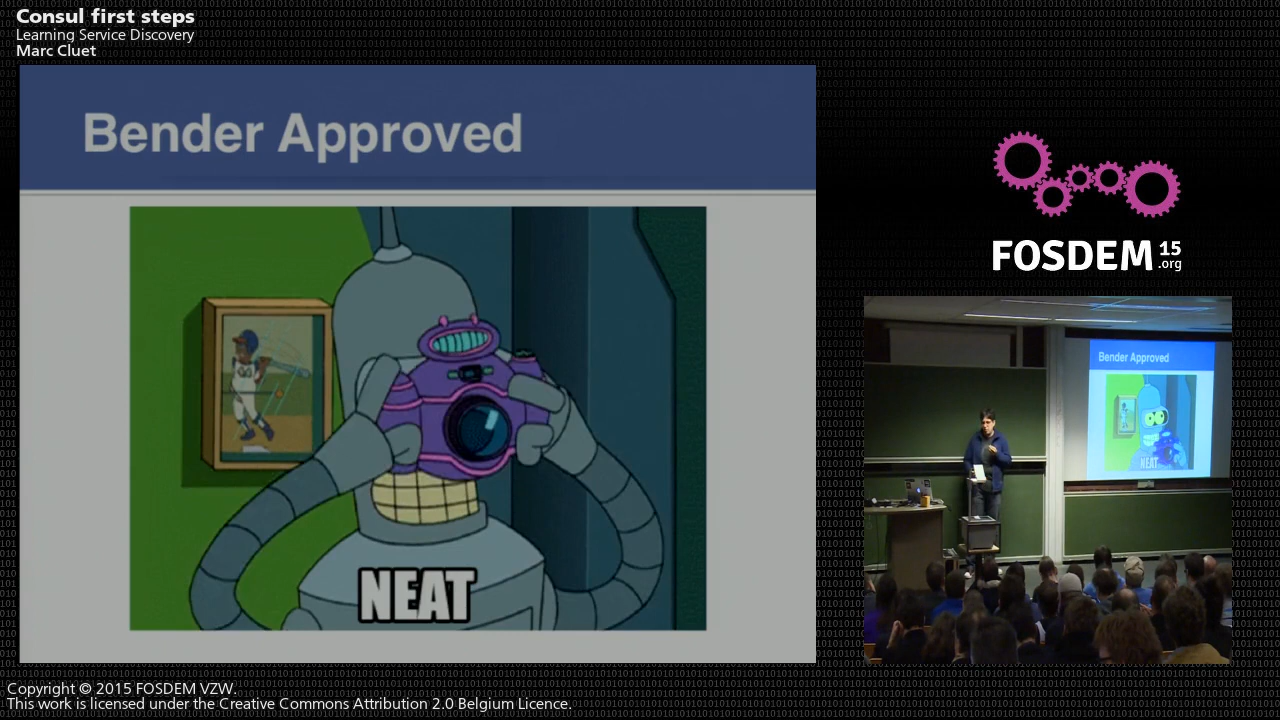 Consul first steps
Learning Service Discovery
Marc Cluet
Bender Approved
NEAT
FOSDEM 15
.org
Bender Approved
NEAT
Copyright © 2015 FOSDEM VZW.
This work is licensed under the Creative Commons Attribution 2.0 Belgium Licence.